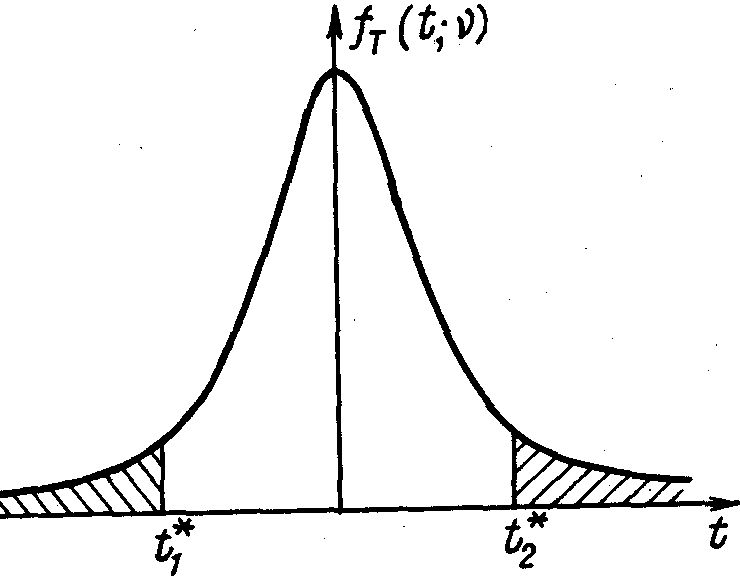 f_T (t; ν)
t₁* t₂* t